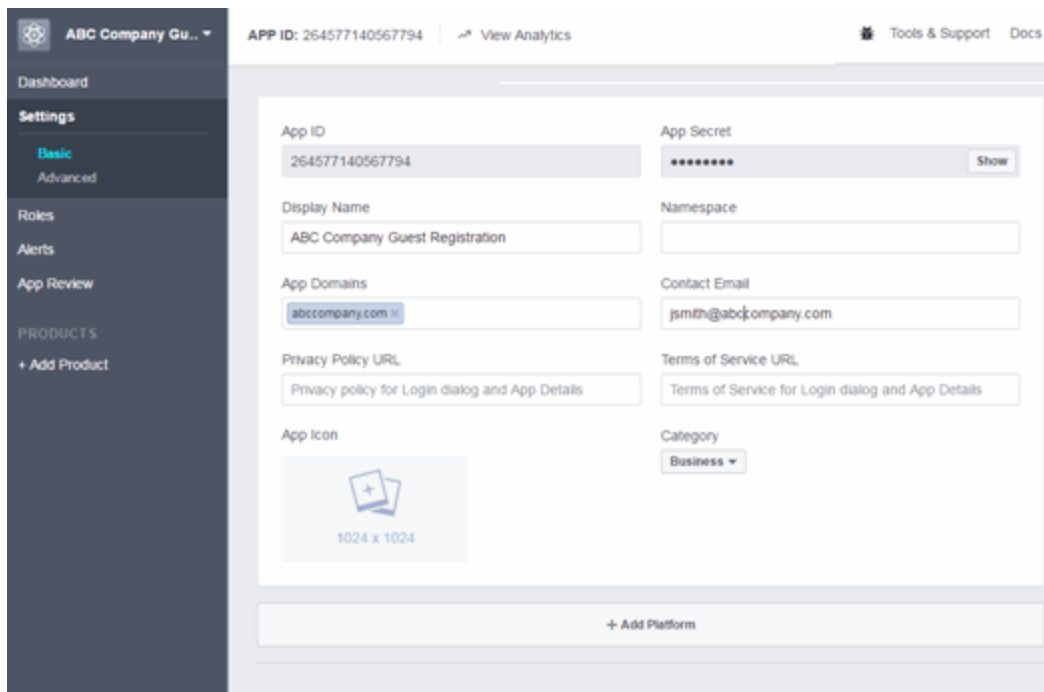 ABC Company Gu.. APP ID: 264577140567794 View Analytics Tools & Support Docs
Dashboard
Settings
Basic
Advanced
Roles
Alerts
App Review
PRODUCTS
+ Add Product
App ID App Secret
264577140567794 •••••••• Show
Display Name Namespace
ABC Company Guest Registration
App Domains Contact Email
abccompany.com × jsmith@abccompany.com
Privacy Policy URL Terms of Service URL
Privacy policy for Login dialog and App Details Terms of Service for Login dialog and App Details
App Icon Category
Business
1024 x 1024
+ Add Platform